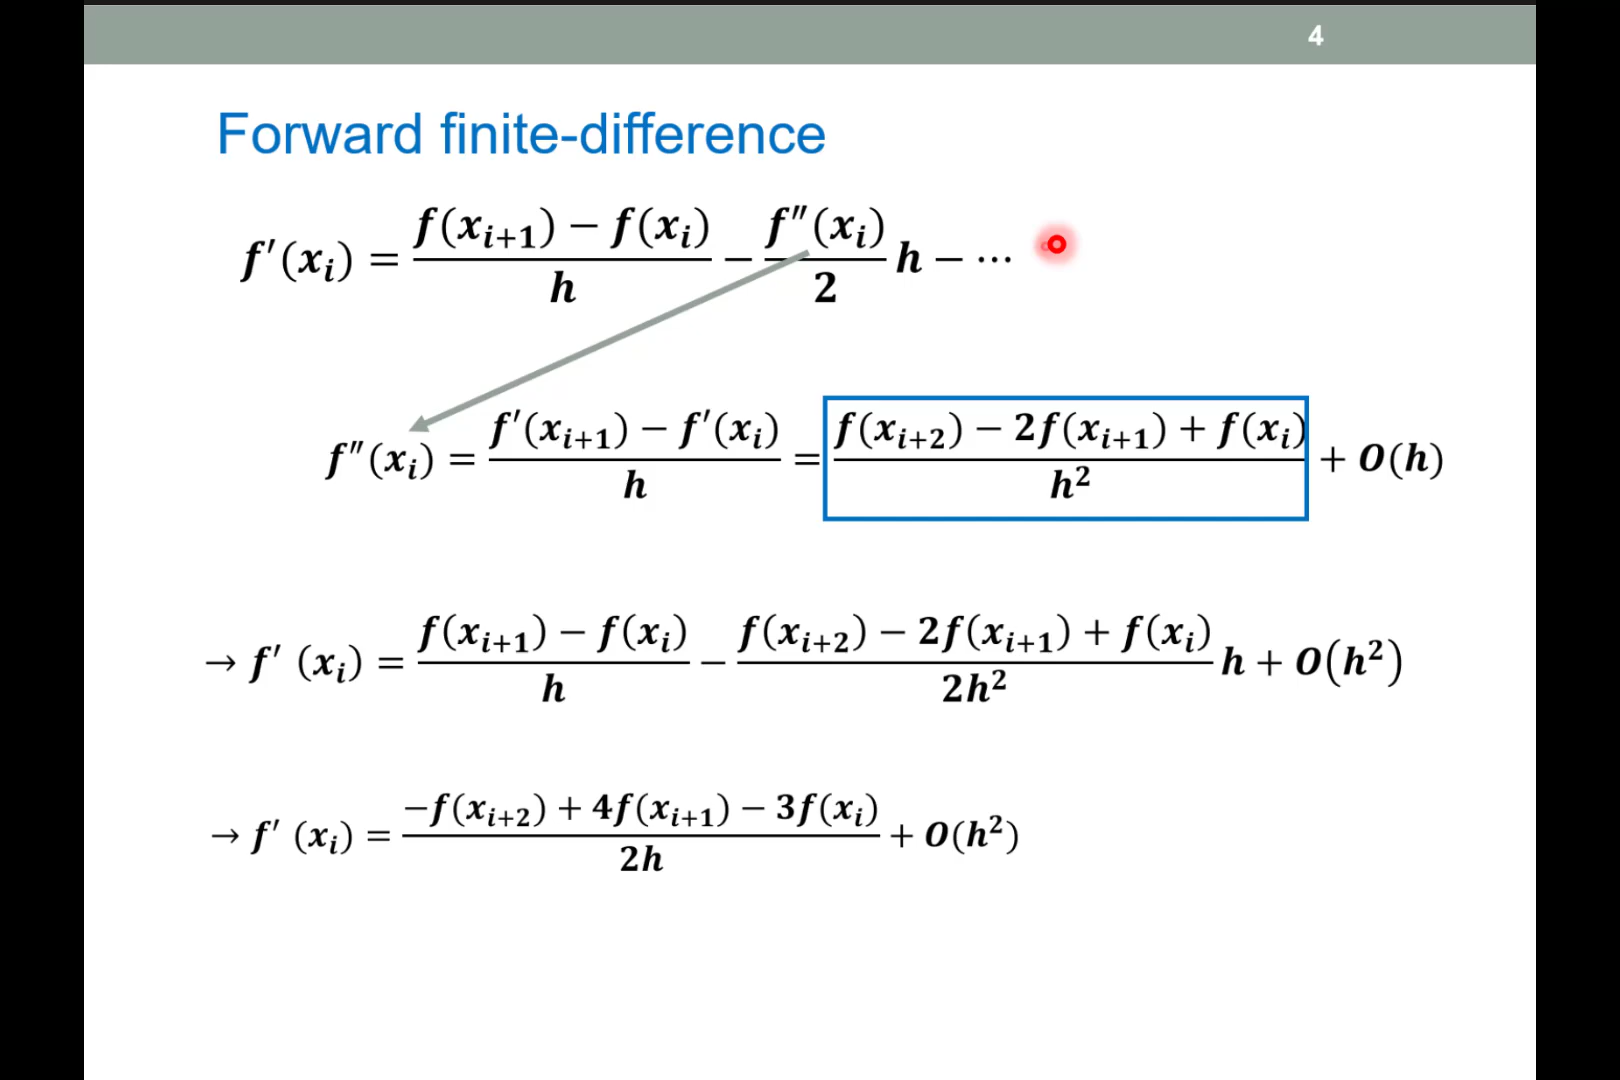 4
Forward finite-difference
f′(xᵢ) = (f(xᵢ₊₁) − f(xᵢ))/h − (f″(xᵢ)/2) h − ⋯
f″(xᵢ) = (f′(xᵢ₊₁) − f′(xᵢ))/h = (f(xᵢ₊₂) − 2f(xᵢ₊₁) + f(xᵢ))/h² + O(h)
→ f′ (xᵢ) = (f(xᵢ₊₁) − f(xᵢ))/h − (f(xᵢ₊₂) − 2f(xᵢ₊₁) + f(xᵢ))/2h² h + O(h²)
→ f′ (xᵢ) = (−f(xᵢ₊₂) + 4f(xᵢ₊₁) − 3f(xᵢ))/2h + O(h²)